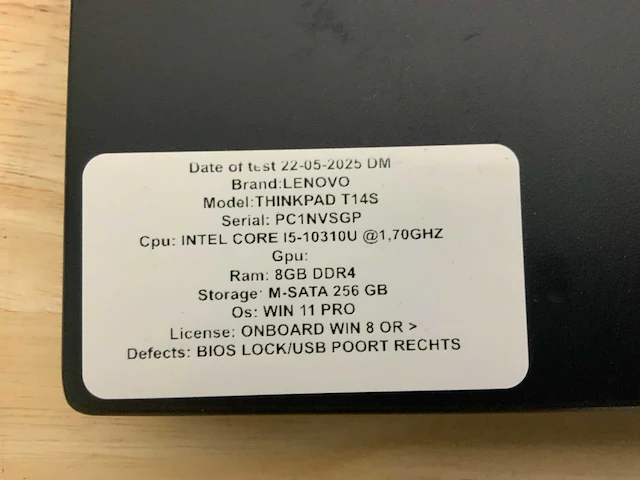 Date of test 22-05-2025 DM
Brand:LENOVO
Model:THINKPAD T14S
Serial: PC1NVSGP
Cpu: INTEL CORE I5-10310U @1,70GHZ
Gpu:
Ram: 8GB DDR4
Storage: M-SATA 256 GB
Os: WIN 11 PRO
License: ONBOARD WIN 8 OR >
Defects: BIOS LOCK/USB POORT RECHTS